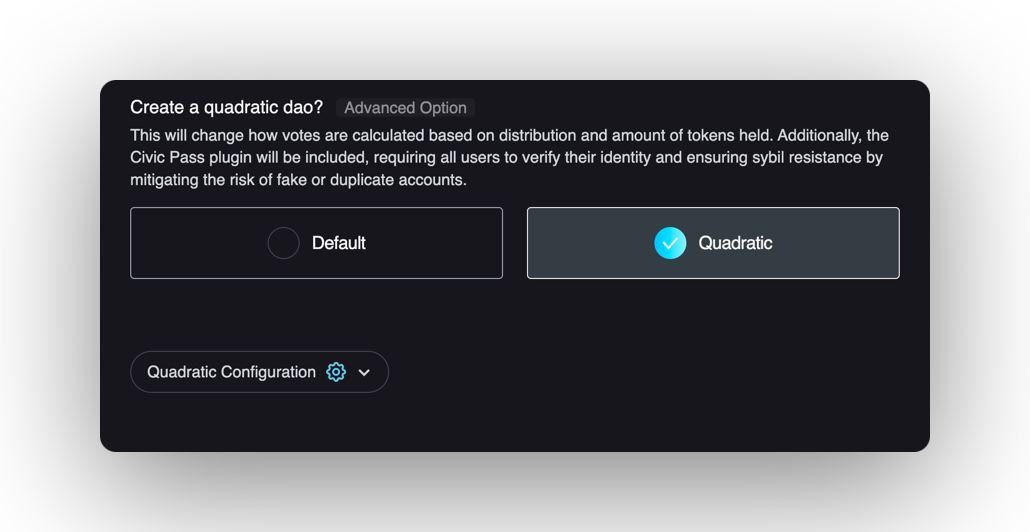 Create a quadratic dao? Advanced Option
This will change how votes are calculated based on distribution and amount of tokens held. Additionally, the
Civic Pass plugin will be included, requiring all users to verify their identity and ensuring sybil resistance by
mitigating the risk of fake or duplicate accounts.
Default
Quadratic
Quadratic Configuration